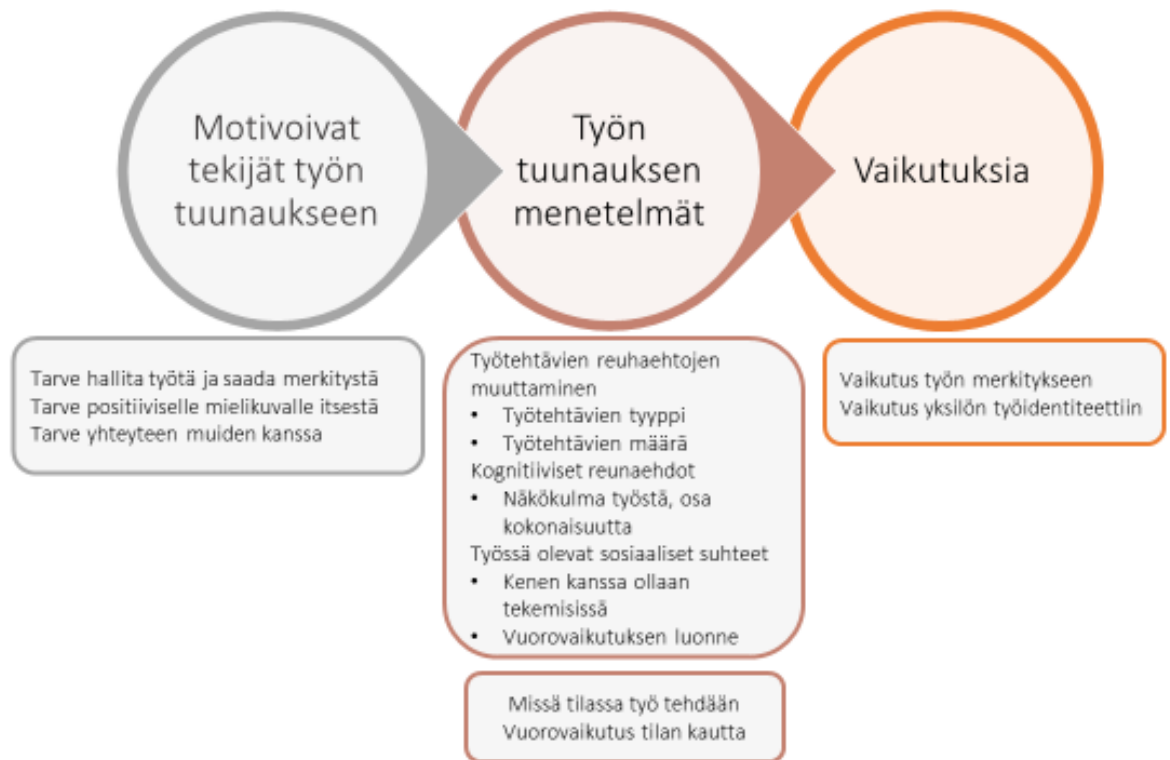 Motivoivat
tekijät työn
tuunaukseen
Työn
tuunauksen
menetelmät
Vaikutuksia
Tarve hallita työtä ja saada merkitystä
Tarve positiiviselle mielikuvalle itsestä
Tarve yhteyteen muiden kanssa
Työtehtävien reuhaehtojen
muuttaminen
• Työtehtävien tyyppi
• Työtehtävien määrä
Kognitiiviset reunaehdot
• Näkökulma työstä, osa
kokonaisuutta
Työssä olevat sosiaaliset suhteet
• Kenen kanssa ollaan
tekemisissä
• Vuorovaikutuksen luonne
Missä tilassa työ tehdään
Vuorovaikutus tilan kautta
Vaikutus työn merkitykseen
Vaikutus yksilön työidentiteettiin